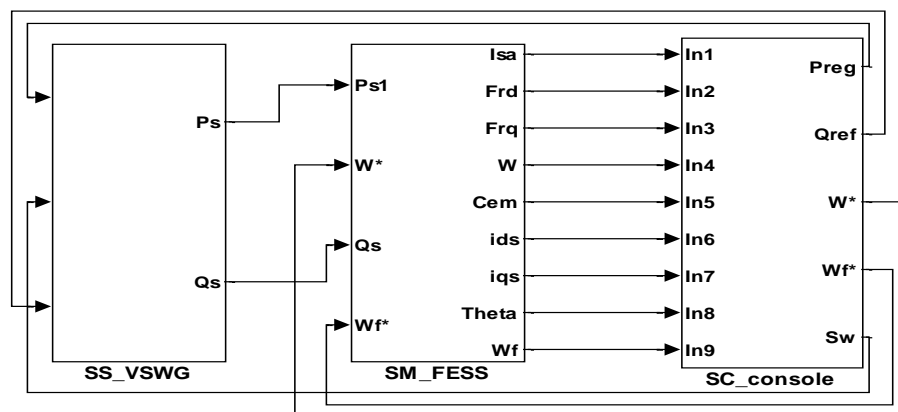 Ps
Qs
SS_VSWG
Ps1
W*
Qs
Wf*
Isa
Frd
Frq
W
Cem
ids
iqs
Theta
Wf
SM_FESS
In1
In2
In3
In4
In5
In6
In7
In8
In9
Preg
Qref
W*
Wf*
Sw
SC_console